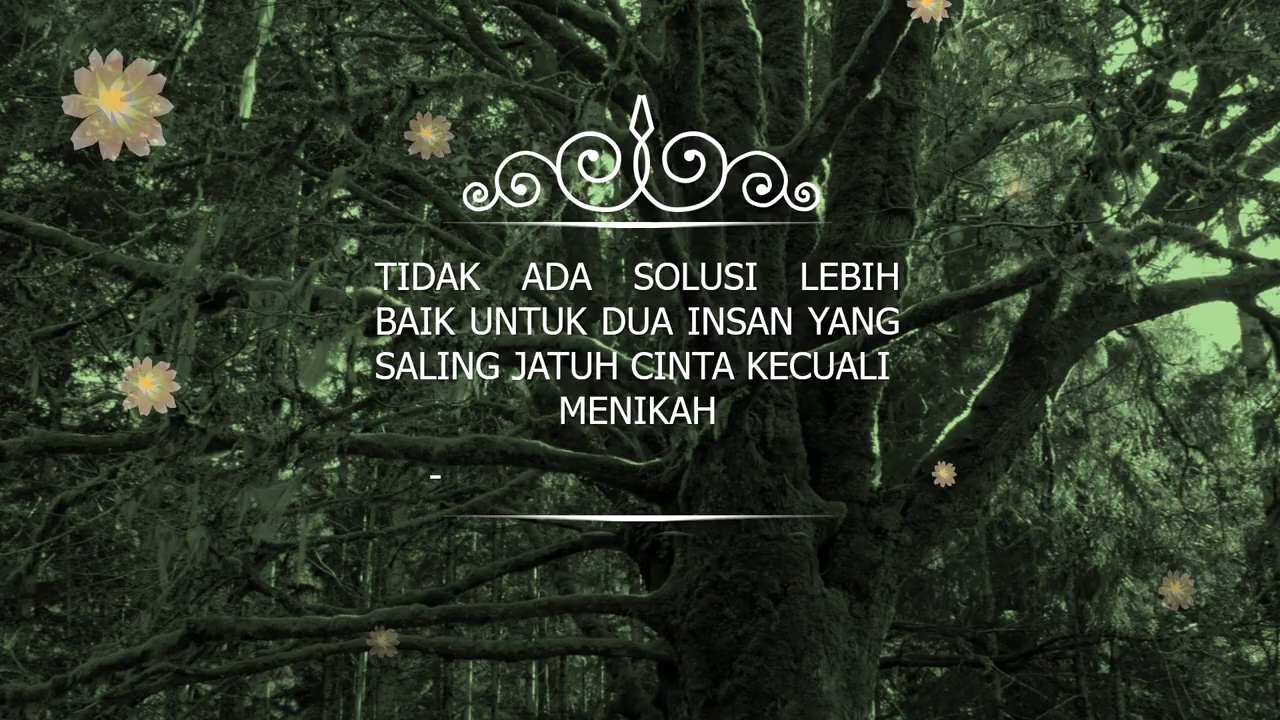 TIDAK ADA SOLUSI LEBIH
BAIK UNTUK DUA INSAN YANG
SALING JATUH CINTA KECUALI
MENIKAH
-